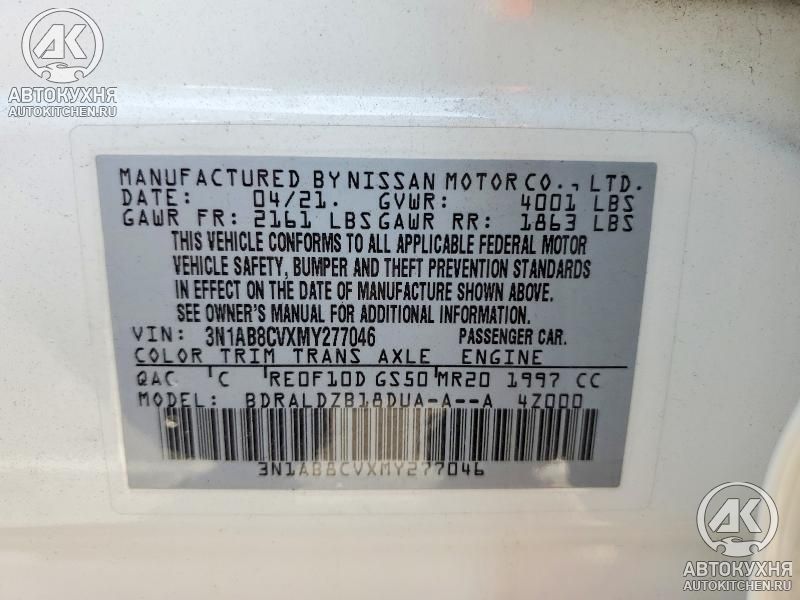 AK
АВТОКУХНЯ
AUTOKITCHEN.RU
MANUFACTURED BY NISSAN MOTOR CO., LTD.
DATE: 04/21. GVWR: 4001 LBS
GAWR FR: 2161 LBS GAWR RR: 1863 LBS
THIS VEHICLE CONFORMS TO ALL APPLICABLE FEDERAL MOTOR
VEHICLE SAFETY, BUMPER AND THEFT PREVENTION STANDARDS
IN EFFECT ON THE DATE OF MANUFACTURE SHOWN ABOVE.
SEE OWNER'S MANUAL FOR ADDITIONAL INFORMATION.
VIN: 3N1AB8CVXMY277046 PASSENGER CAR.
COLOR TRIM TRANS AXLE ENGINE
QAC C RE0F10D GS50 MR20 1997 CC
MODEL: BDRALDZB18DUA-A--A 4Z000
3N1AB8CVXMY277046
AK
АВТОКУХНЯ
AUTOKITCHEN.RU